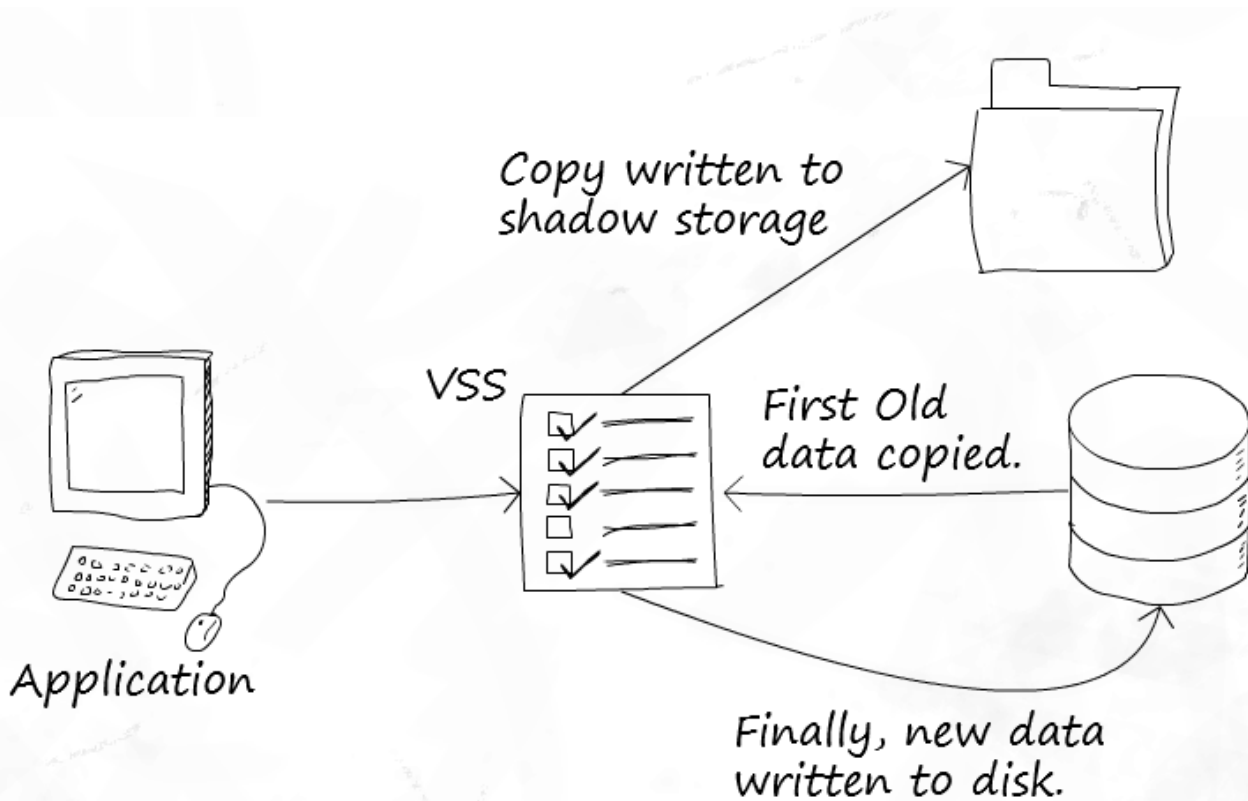 Copy written to
shadow storage
VSS
First Old
data copied.
Application
Finally, new data
written to disk.